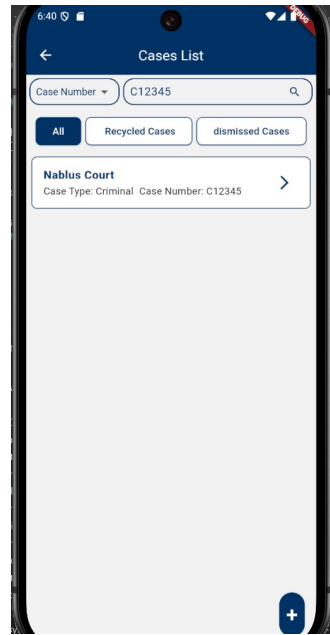 6:40
DEBUG
Cases List
Case Number
C12345
All
Recycled Cases
dismissed Cases
Nablus Court
Case Type: Criminal Case Number: C12345
+